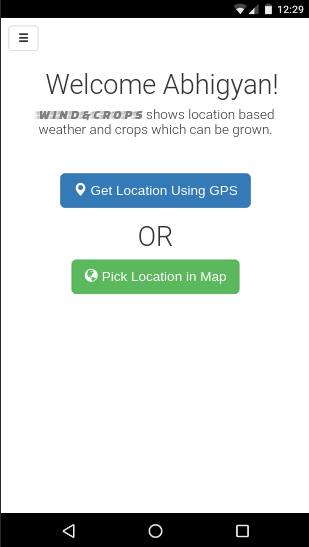 12:29
Welcome Abhigyan!
WIND&CROPS shows location based
weather and crops which can be grown.
Get Location Using GPS
OR
Pick Location in Map